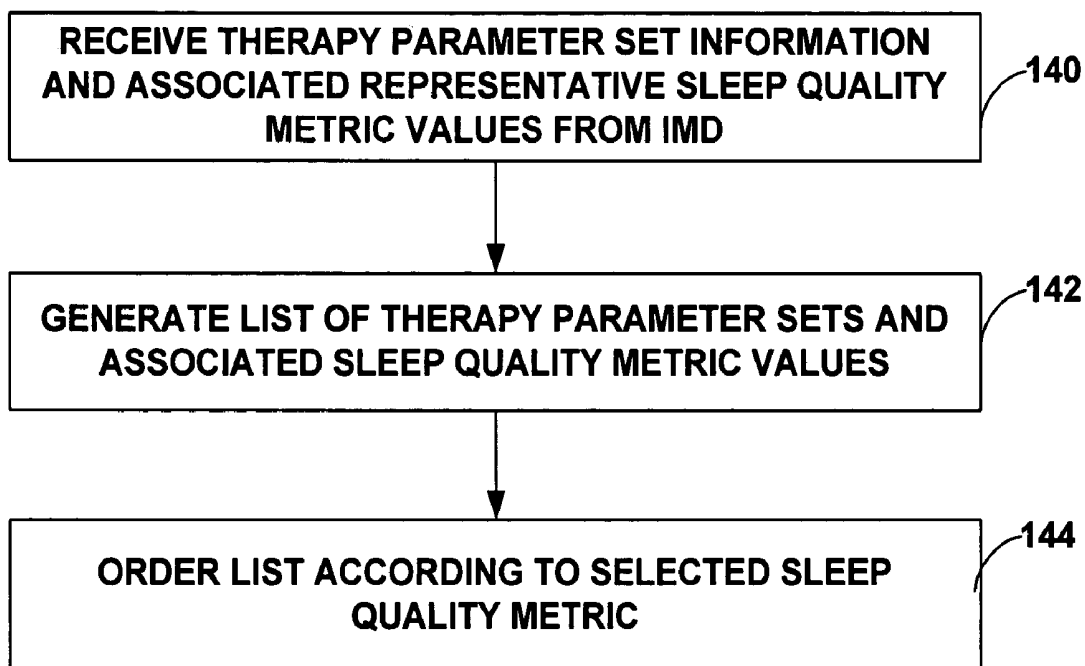 RECEIVE THERAPY PARAMETER SET INFORMATION
AND ASSOCIATED REPRESENTATIVE SLEEP QUALITY
METRIC VALUES FROM IMD
140
GENERATE LIST OF THERAPY PARAMETER SETS AND
ASSOCIATED SLEEP QUALITY METRIC VALUES
142
ORDER LIST ACCORDING TO SELECTED SLEEP
QUALITY METRIC
144